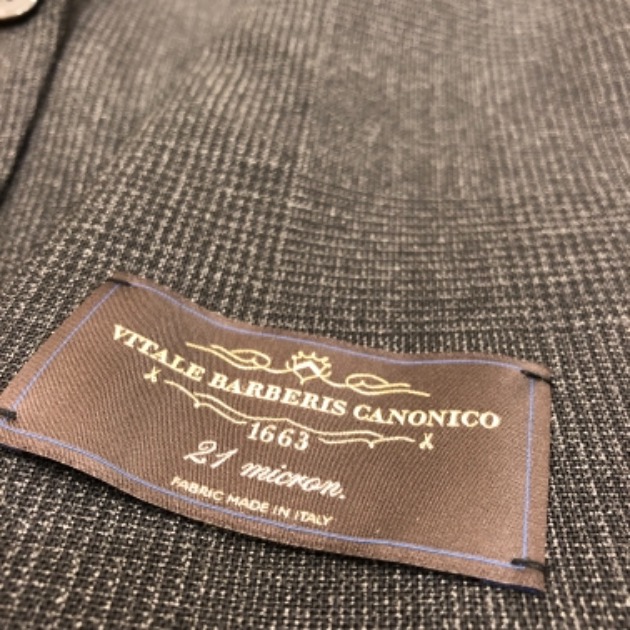 VITALE BARBERIS CANONICO
1663
21 micron.
FABRIC MADE IN ITALY